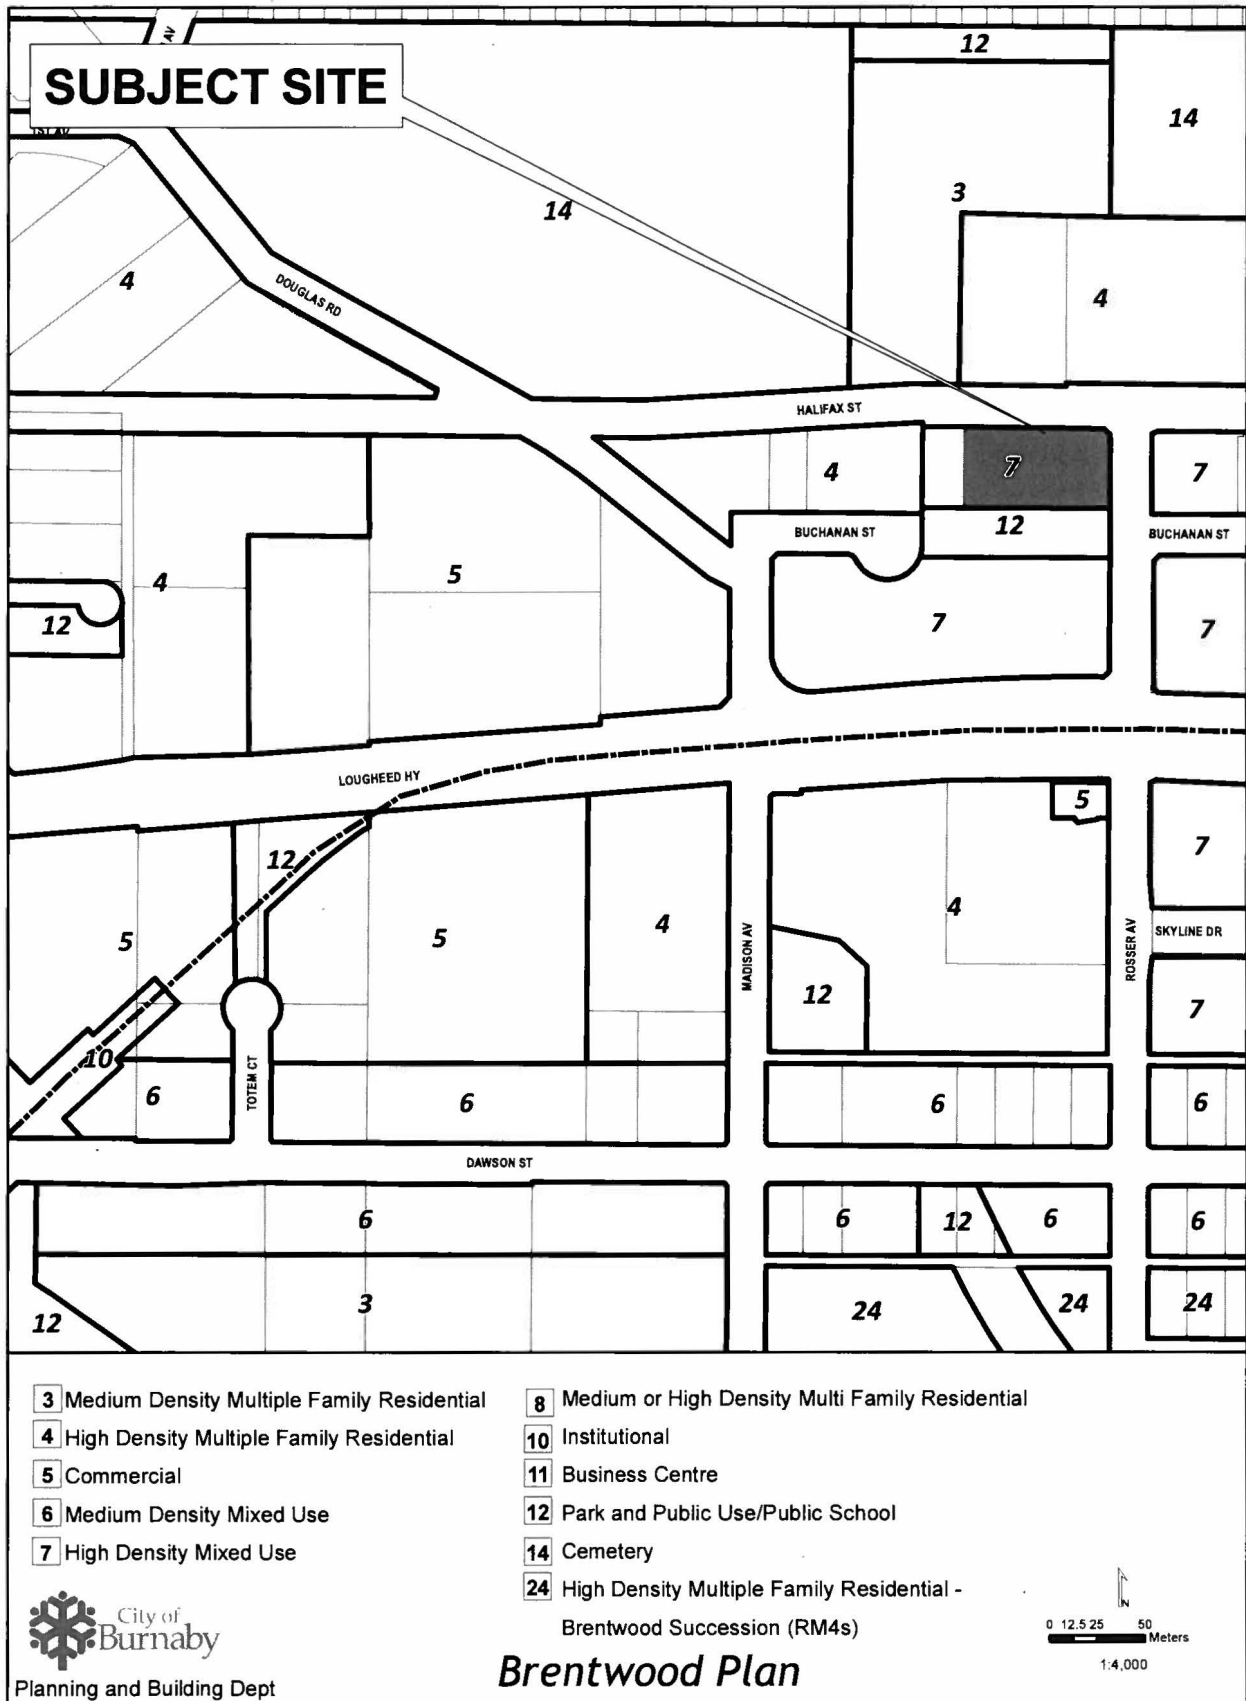 AV
SUBJECT SITE
1ST AV
12
14
3
14
4
DOUGLAS RD
4
HALIFAX ST
4
7
7
BUCHANAN ST
12
BUCHANAN ST
5
4
12
7
7
LOUGHEED HY
5
12
7
4
5
5
4
MADISON AV
ROSSER AV
SKYLINE DR
12
7
10
TOTEM CT
6
6
6
6
DAWSON ST
6
6
12
6
6
3
12
24
24
24
3 Medium Density Multiple Family Residential
4 High Density Multiple Family Residential
5 Commercial
6 Medium Density Mixed Use
7 High Density Mixed Use
8 Medium or High Density Multi Family Residential
10 Institutional
11 Business Centre
12 Park and Public Use/Public School
14 Cemetery
24 High Density Multiple Family Residential -
Brentwood Succession (RM4s)
City of
Burnaby
Planning and Building Dept
Brentwood Plan
N
0 12.5 25 50
Meters
1:4,000